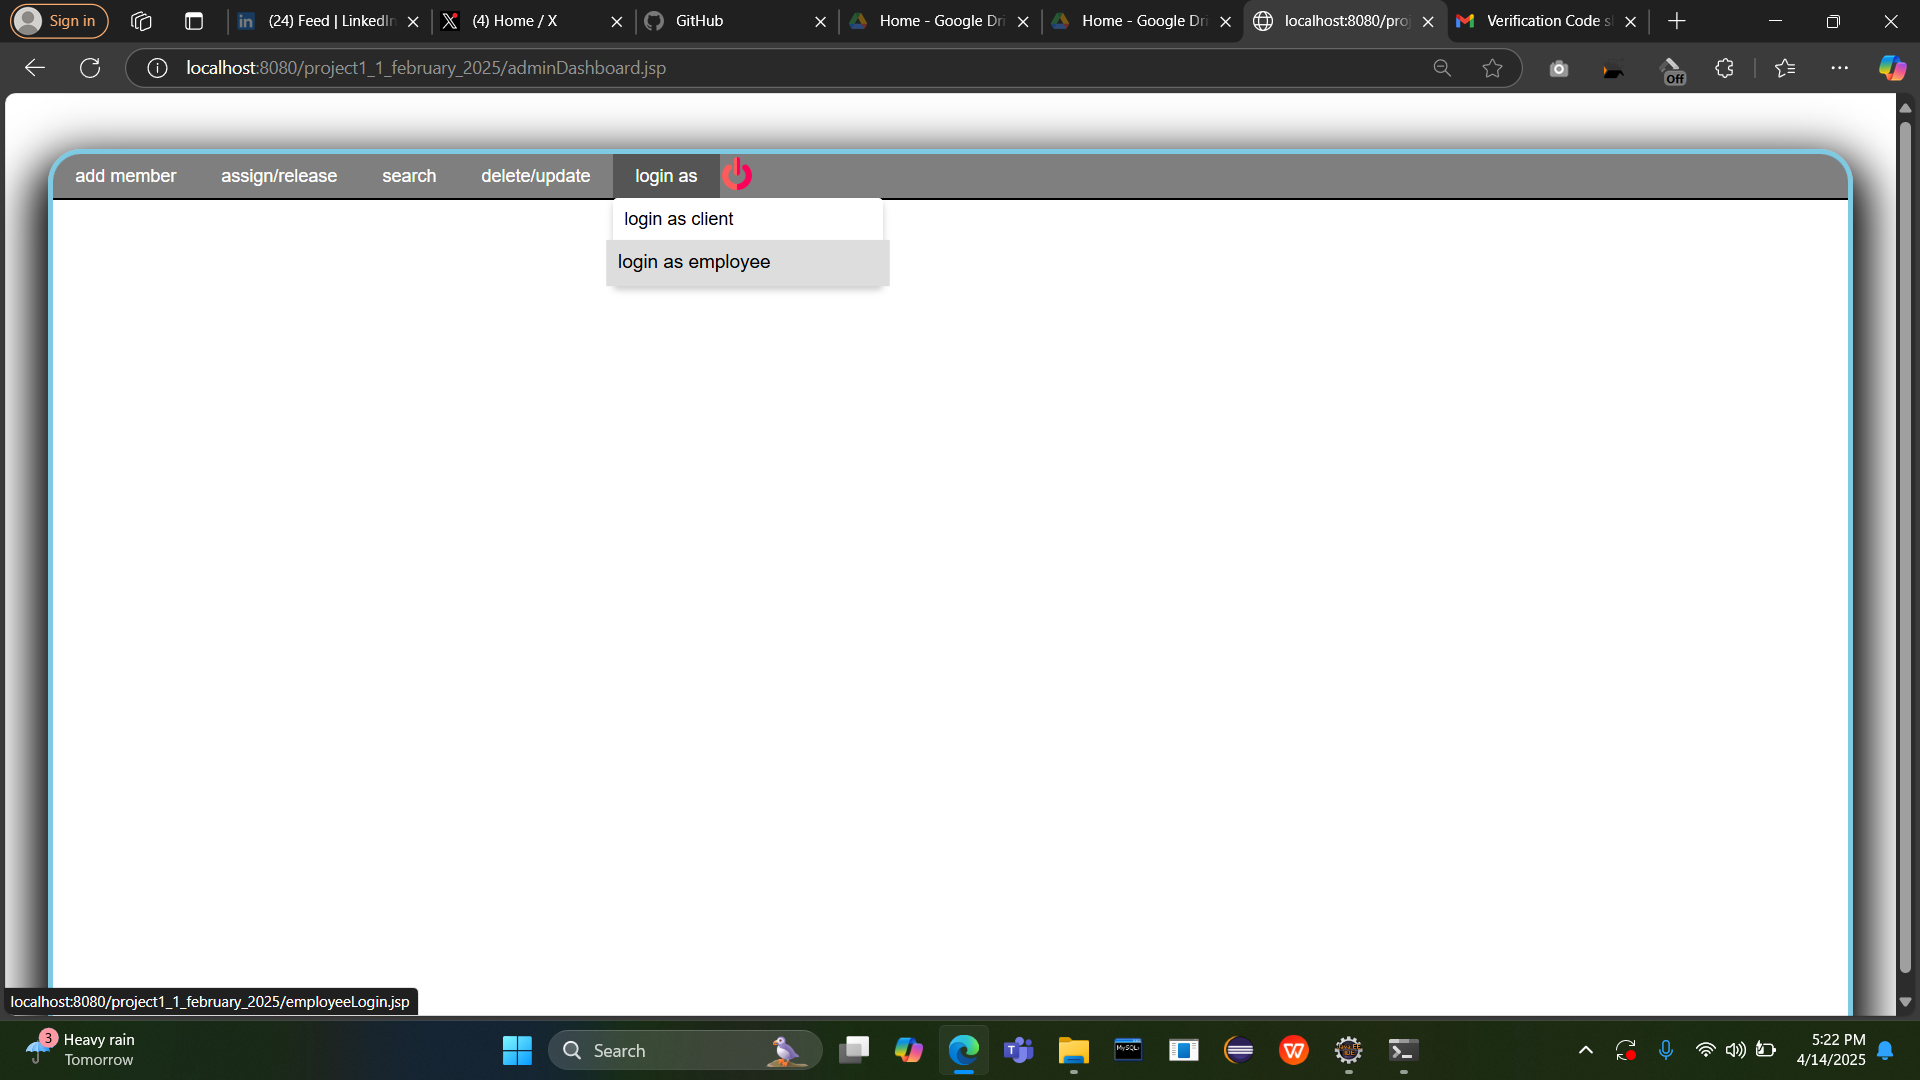 Sign in
(24) Feed | LinkedIn
(4) Home / X
GitHub
Home - Google Dri
Home - Google Dri
localhost:8080/proj
Verification Code s
localhost:8080/project1_1_february_2025/adminDashboard.jsp
Off
add member
assign/release
search
delete/update
login as
login as client
login as employee
localhost:8080/project1_1_february_2025/employeeLogin.jsp
3
Heavy rain
Tomorrow
Search
MySQL
5:22 PM
4/14/2025